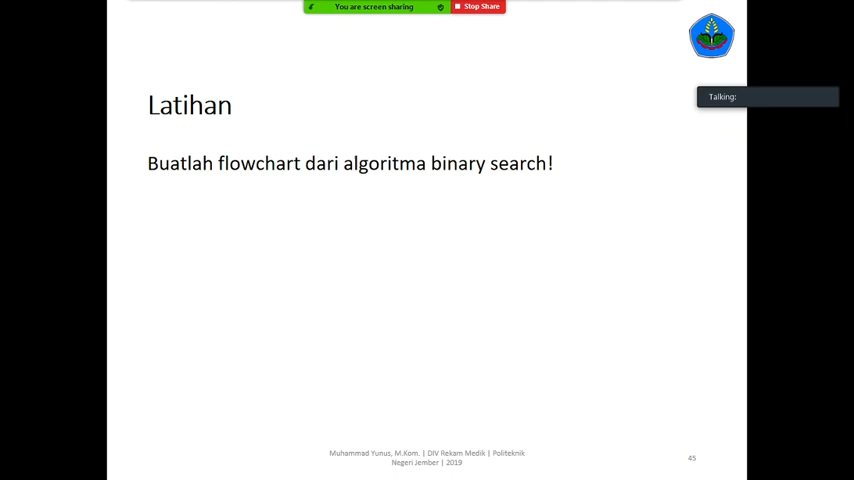 You are screen sharing
Stop Share
Talking:
Latihan
Buatlah flowchart dari algoritma binary search!
Muhammad Yunus, M.Kom. | DIV Rekam Medik | Politeknik
Negeri Jember | 2019
45